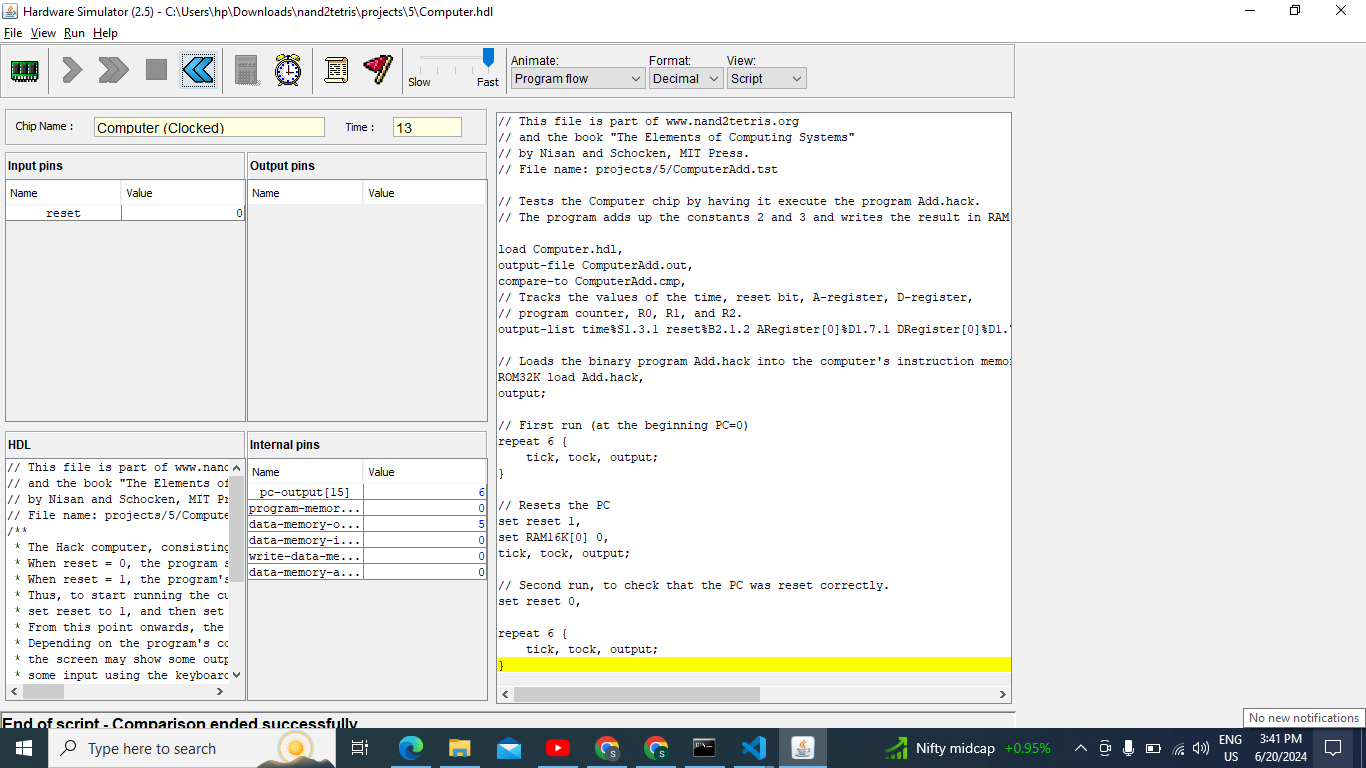 Hardware Simulator (2.5) - C:\Users\hp\Downloads\nand2tetris\projects\5\Computer.hdl
File View Run Help
Slow Fast
Animate: Format: View:
Program flow Decimal Script
Chip Name : Computer (Clocked) Time : 13
Input pins
Name Value
reset 0
Output pins
Name Value
HDL
// This file is part of www.nand
// and the book "The Elements of
// by Nisan and Schocken, MIT Pr
// File name: projects/5/Compute
/**
* The Hack computer, consisting
* When reset = 0, the program s
* When reset = 1, the program's
* Thus, to start running the cu
* set reset to 1, and then set
* From this point onwards, the
* Depending on the program's co
* the screen may show some outp
* some input using the keyboard
Internal pins
Name Value
pc-output[15] 6
program-memor... 0
data-memory-o... 5
data-memory-i... 0
write-data-me... 0
data-memory-a... 0
// This file is part of www.nand2tetris.org
// and the book "The Elements of Computing Systems"
// by Nisan and Schocken, MIT Press.
// File name: projects/5/ComputerAdd.tst
// Tests the Computer chip by having it execute the program Add.hack.
// The program adds up the constants 2 and 3 and writes the result in RAM
load Computer.hdl,
output-file ComputerAdd.out,
compare-to ComputerAdd.cmp,
// Tracks the values of the time, reset bit, A-register, D-register,
// program counter, R0, R1, and R2.
output-list time%S1.3.1 reset%B2.1.2 ARegister[0]%D1.7.1 DRegister[0]%D1.
// Loads the binary program Add.hack into the computer's instruction memo
ROM32K load Add.hack,
output;
// First run (at the beginning PC=0)
repeat 6 {
tick, tock, output;
}
// Resets the PC
set reset 1,
set RAM16K[0] 0,
tick, tock, output;
// Second run, to check that the PC was reset correctly.
set reset 0,
repeat 6 {
tick, tock, output;
}
End of script - Comparison ended successfully
No new notifications
Type here to search
Nifty midcap +0.95%
ENG
US
3:41 PM
6/20/2024